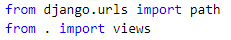 from django.urls import path
from . import views